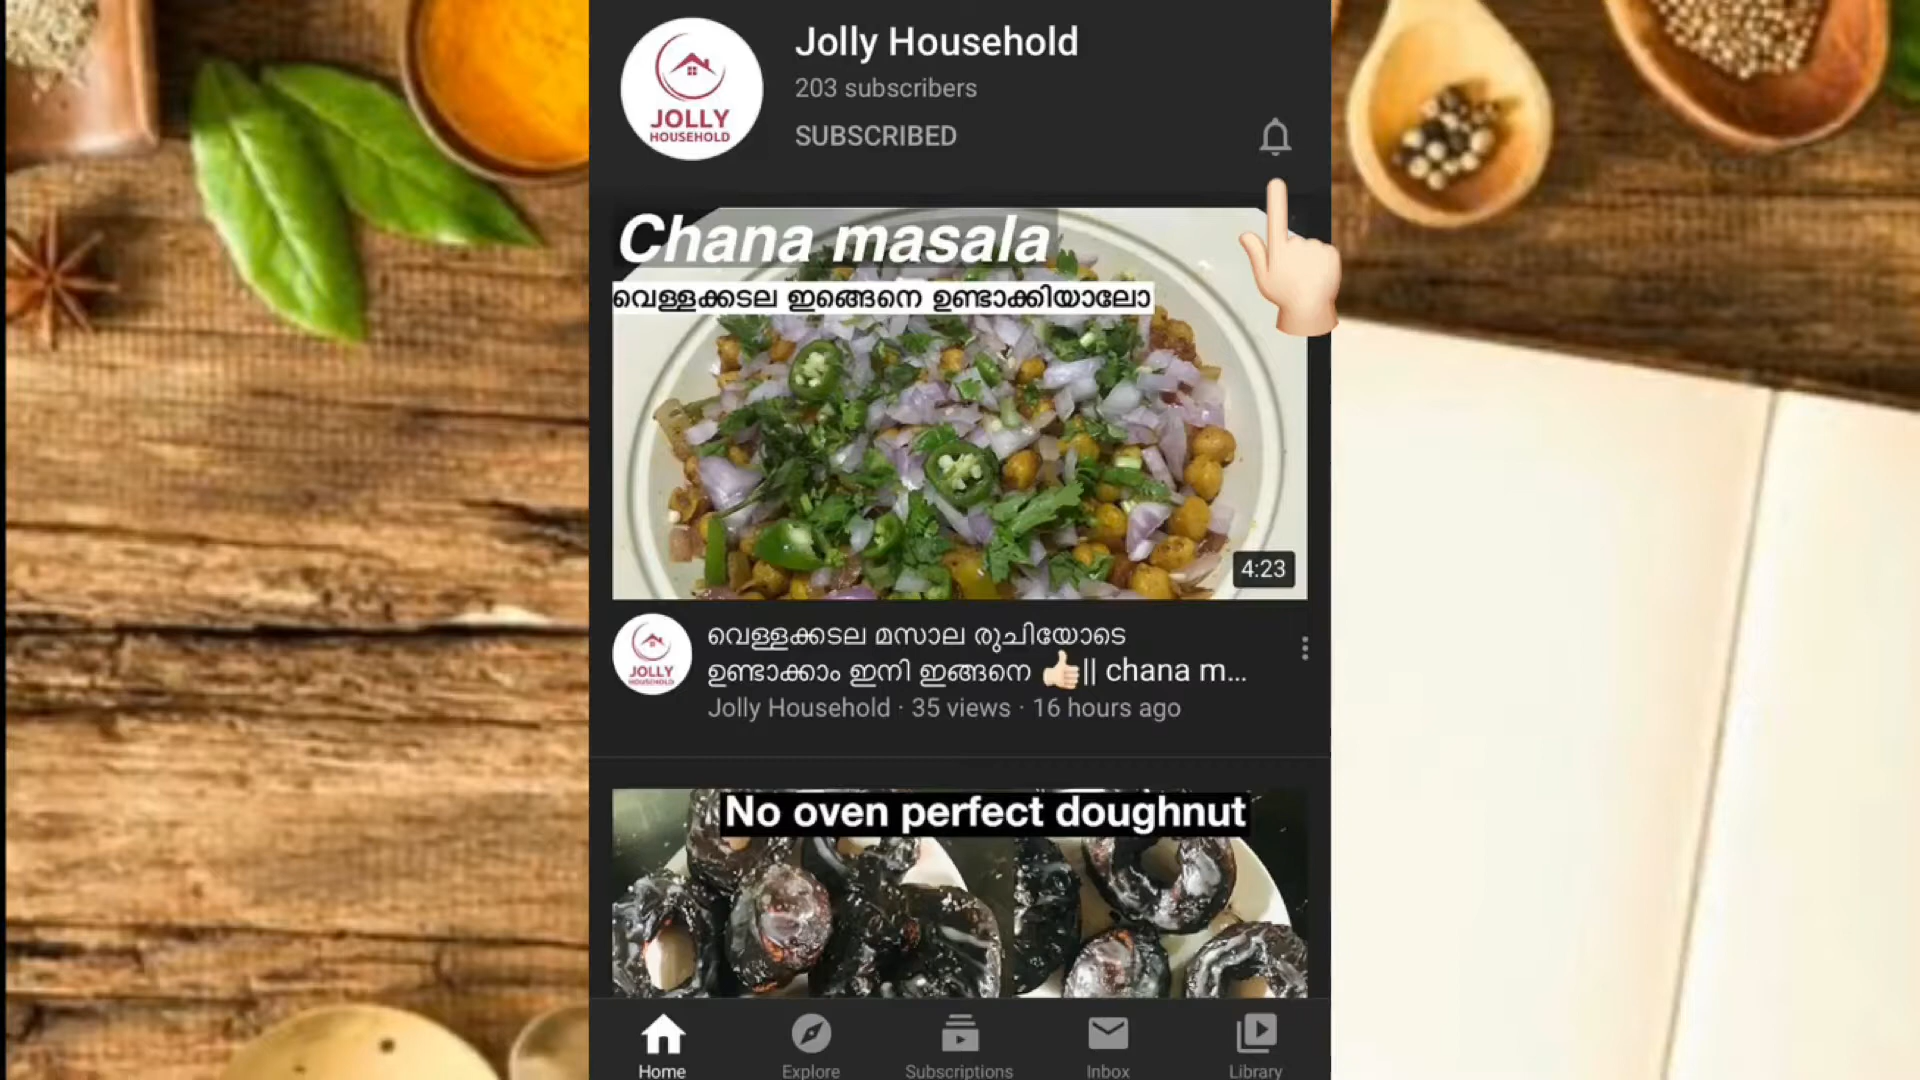 Jolly Household
203 subscribers
SUBSCRIBED
JOLLY
HOUSEHOLD
Chana masala
വെള്ളക്കടല ഇങ്ങെനെ ഉണ്ടാക്കിയാലോ
4:23
വെള്ളക്കടല മസാല രുചിയോടെ
ഉണ്ടാക്കാം ഇനി ഇങ്ങനെ 👍🏻|| chana m...
JOLLY
HOUSEHOLD
Jolly Household · 35 views · 16 hours ago
No oven perfect doughnut
Home
Explore
Subscriptions
Inbox
Library